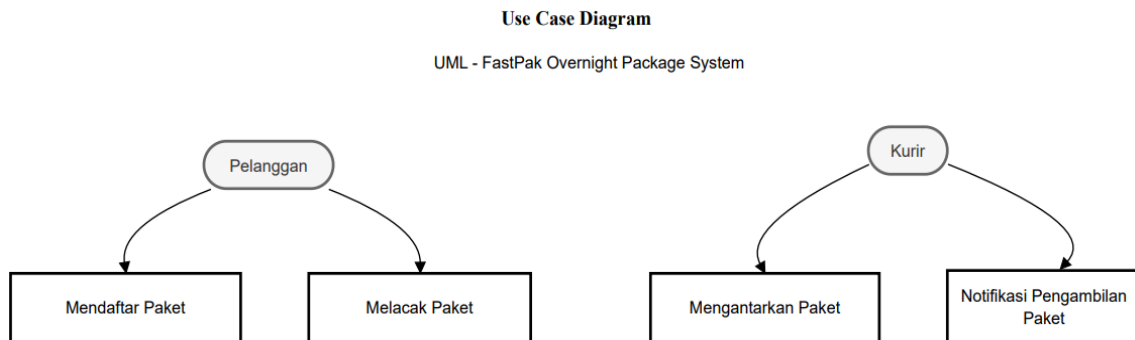 Use Case Diagram
UML - FastPak Overnight Package System
Pelanggan
Kurir
Mendaftar Paket
Melacak Paket
Mengantarkan Paket
Notifikasi Pengambilan
Paket